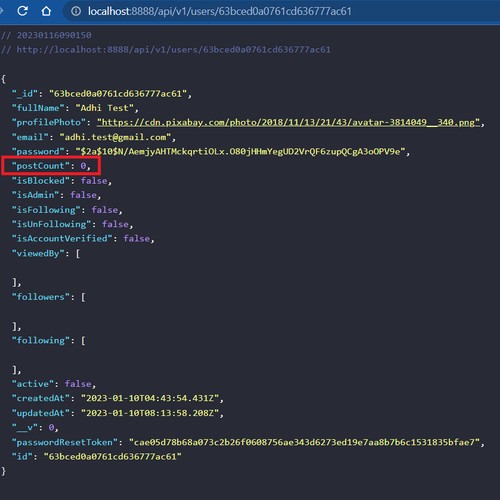 localhost:8888/api/v1/users/63bced0a0761cd636777ac61
// 20230116090150
// http://localhost:8888/api/v1/users/63bced0a0761cd636777ac61
{
"_id": "63bced0a0761cd636777ac61",
"fullName": "Adhi Test",
"profilePhoto": "https://cdn.pixabay.com/photo/2018/11/13/21/43/avatar-3814049__340.png",
"email": "adhi.test@gmail.com",
"password": "$2a$10$N/AemjyAHTMckqrtiOLx.O80jHHmYegUD2VrQF6zupQCgA3oOPV9e",
"postCount": 0,
"isBlocked": false,
"isAdmin": false,
"isFollowing": false,
"isUnFollowing": false,
"isAccountVerified": false,
"viewedBy": [
],
"followers": [
],
"following": [
],
"active": false,
"createdAt": "2023-01-10T04:43:54.431Z",
"updatedAt": "2023-01-10T08:13:58.208Z",
"__v": 0,
"passwordResetToken": "cae05d78b68a073c2b26f0608756ae343d6273ed19e7aa8b7b6c1531835bfae7",
"id": "63bced0a0761cd636777ac61"
}